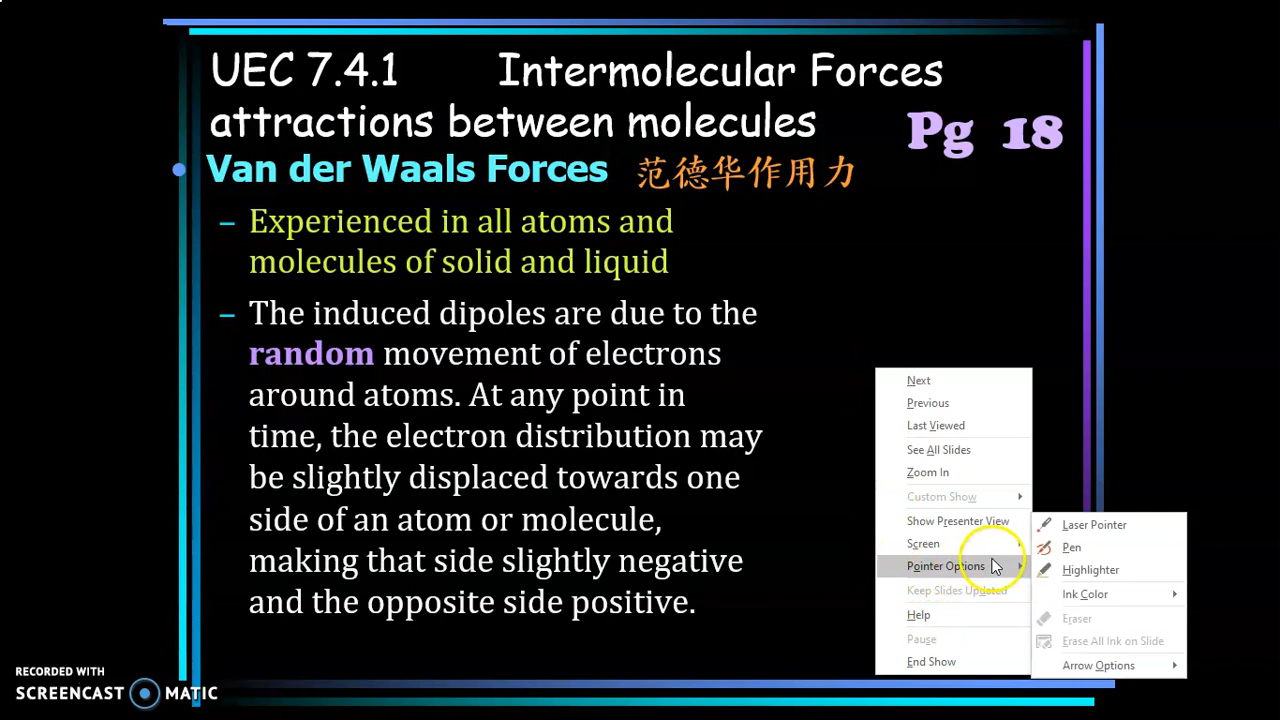 UEC 7.4.1 Intermolecular Forces
attractions between molecules
Pg 18
Van der Waals Forces 范德华作用力
– Experienced in all atoms and
molecules of solid and liquid
– The induced dipoles are due to the
random movement of electrons
around atoms. At any point in
time, the electron distribution may
be slightly displaced towards one
side of an atom or molecule,
making that side slightly negative
and the opposite side positive.
Next
Previous
Last Viewed
See All Slides
Zoom In
Custom Show
Show Presenter View
Screen
Pointer Options
Keep Slides Updated
Help
Pause
End Show
Laser Pointer
Pen
Highlighter
Ink Color
Eraser
Erase All Ink on Slide
Arrow Options
RECORDED WITH
SCREENCAST MATIC